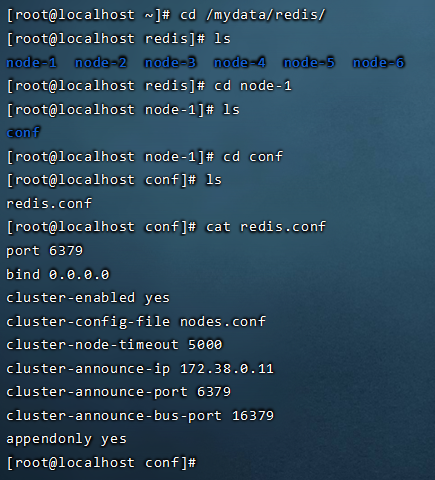 [root@localhost ~]# cd /mydata/redis/
[root@localhost redis]# ls
node-1  node-2  node-3  node-4  node-5  node-6
[root@localhost redis]# cd node-1
[root@localhost node-1]# ls
conf
[root@localhost node-1]# cd conf
[root@localhost conf]# ls
redis.conf
[root@localhost conf]# cat redis.conf
port 6379
bind 0.0.0.0
cluster-enabled yes
cluster-config-file nodes.conf
cluster-node-timeout 5000
cluster-announce-ip 172.38.0.11
cluster-announce-port 6379
cluster-announce-bus-port 16379
appendonly yes
[root@localhost conf]#